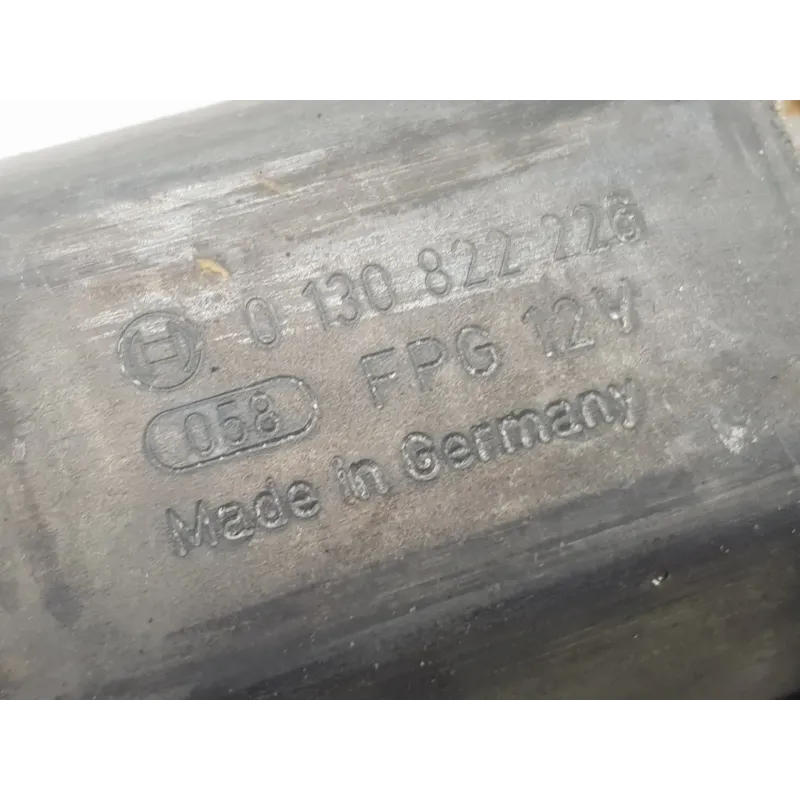 0 130 822 226
058 FPG 12V
Made in Germany